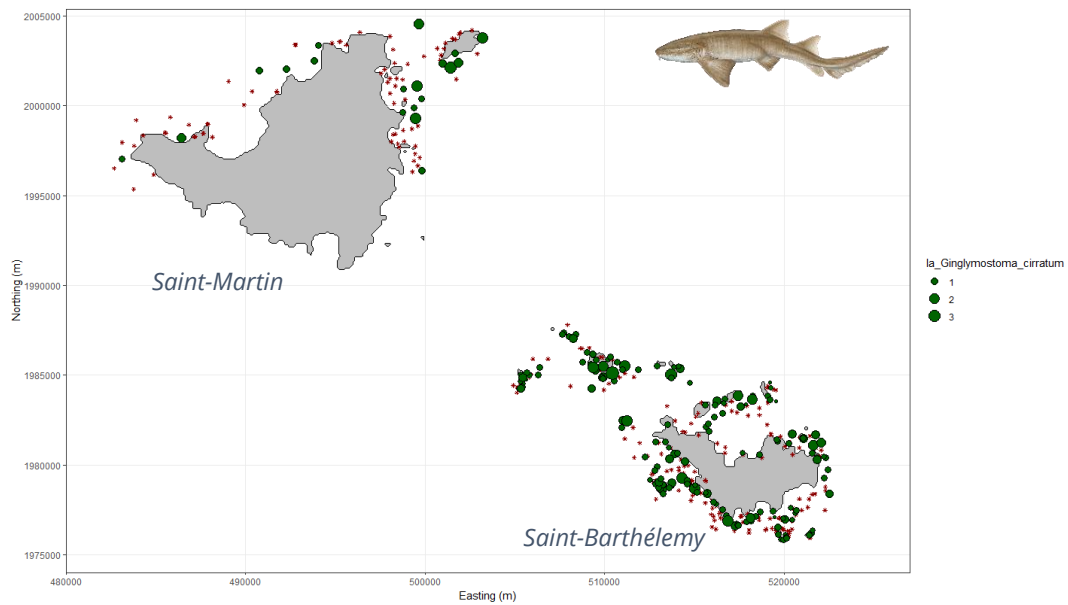 2005000
2000000
1995000
1990000
1985000
1980000
1975000
Northing (m)
Saint-Martin
Saint-Barthélemy
480000 490000 500000 510000 520000
Easting (m)
la_Ginglymostoma_cirratum
1
2
3